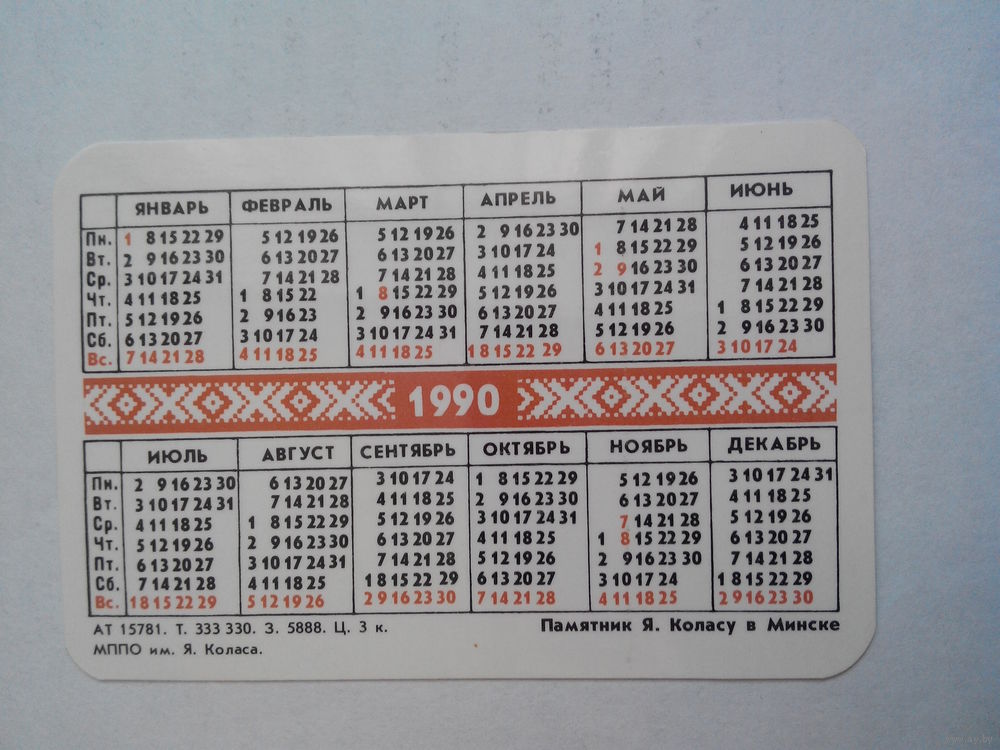 ЯНВАРЬ ФЕВРАЛЬ МАРТ АПРЕЛЬ МАЙ ИЮНЬ
Пн. 1 8 15 22 29 5 12 19 26 5 12 19 26 2 9 16 23 30 7 14 21 28 4 11 18 25
Вт. 2 9 16 23 30 6 13 20 27 6 13 20 27 3 10 17 24 1 8 15 22 29 5 12 19 26
Ср. 3 10 17 24 31 7 14 21 28 7 14 21 28 4 11 18 25 2 9 16 23 30 6 13 20 27
Чт. 4 11 18 25 1 8 15 22 1 8 15 22 29 5 12 19 26 3 10 17 24 31 7 14 21 28
Пт. 5 12 19 26 2 9 16 23 2 9 16 23 30 6 13 20 27 4 11 18 25 1 8 15 22 29
Сб. 6 13 20 27 3 10 17 24 3 10 17 24 31 7 14 21 28 5 12 19 26 2 9 16 23 30
Вс. 7 14 21 28 4 11 18 25 4 11 18 25 1 8 15 22 29 6 13 20 27 3 10 17 24
1990
ИЮЛЬ АВГУСТ СЕНТЯБРЬ ОКТЯБРЬ НОЯБРЬ ДЕКАБРЬ
Пн. 2 9 16 23 30 6 13 20 27 3 10 17 24 1 8 15 22 29 5 12 19 26 3 10 17 24 31
Вт. 3 10 17 24 31 7 14 21 28 4 11 18 25 2 9 16 23 30 6 13 20 27 4 11 18 25
Ср. 4 11 18 25 1 8 15 22 29 5 12 19 26 3 10 17 24 31 7 14 21 28 5 12 19 26
Чт. 5 12 19 26 2 9 16 23 30 6 13 20 27 4 11 18 25 1 8 15 22 29 6 13 20 27
Пт. 6 13 20 27 3 10 17 24 31 7 14 21 28 5 12 19 26 2 9 16 23 30 7 14 21 28
Сб. 7 14 21 28 4 11 18 25 1 8 15 22 29 6 13 20 27 3 10 17 24 1 8 15 22 29
Вс. 1 8 15 22 29 5 12 19 26 2 9 16 23 30 7 14 21 28 4 11 18 25 2 9 16 23 30
АТ 15781. Т. 333 330. З. 5888. Ц. 3 к. Памятник Я. Коласу в Минске
МППО им. Я. Коласа.
www.ay.by